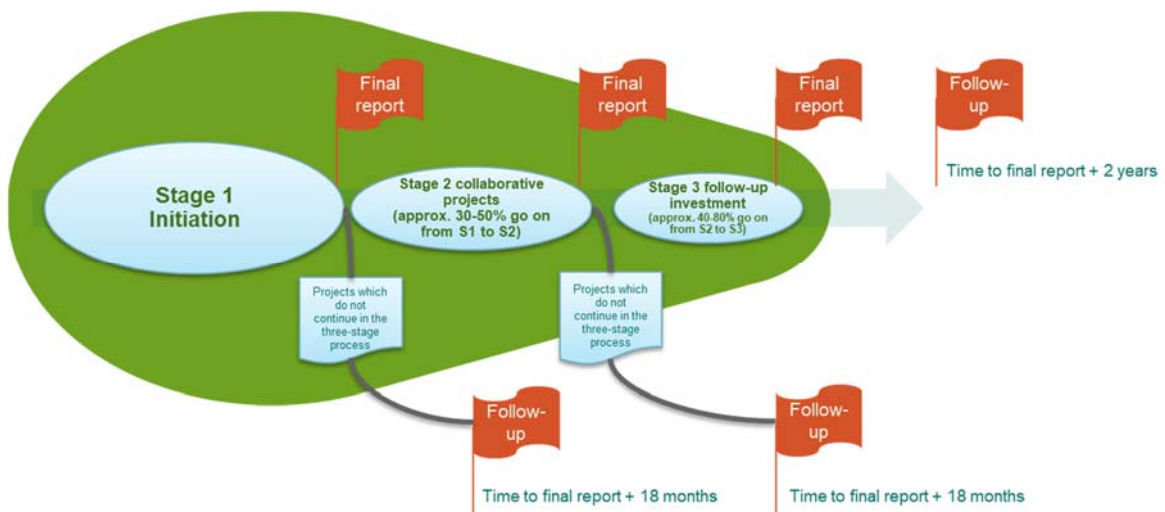 Final
report
Final
report
Final
report
Follow-
up
Time to final report + 2 years
Stage 1
Initiation
Stage 2 collaborative
projects
(approx. 30-50% go on
from S1 to S2)
Stage 3 follow-up
investment
(approx. 40-80% go on
from S2 to S3)
Projects which
do not
continue in the
three-stage
process
Projects which
do not
continue in the
three-stage
process
Follow-
up
Time to final report + 18 months
Follow-
up
Time to final report + 18 months